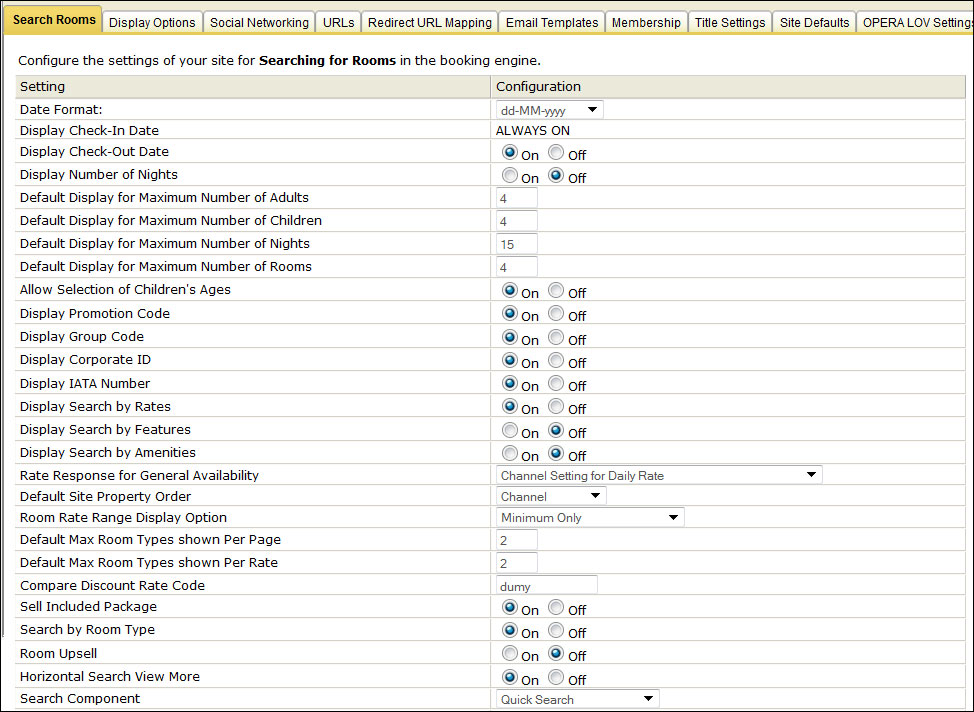 Search Rooms Display Options Social Networking URLs Redirect URL Mapping Email Templates Membership Title Settings Site Defaults OPERA LOV Settings
Configure the settings of your site for Searching for Rooms in the booking engine.
Setting Configuration
Date Format: dd-MM-yyyy
Display Check-In Date ALWAYS ON
Display Check-Out Date On Off
Display Number of Nights On Off
Default Display for Maximum Number of Adults 4
Default Display for Maximum Number of Children 4
Default Display for Maximum Number of Nights 15
Default Display for Maximum Number of Rooms 4
Allow Selection of Children's Ages On Off
Display Promotion Code On Off
Display Group Code On Off
Display Corporate ID On Off
Display IATA Number On Off
Display Search by Rates On Off
Display Search by Features On Off
Display Search by Amenities On Off
Rate Response for General Availability Channel Setting for Daily Rate
Default Site Property Order Channel
Room Rate Range Display Option Minimum Only
Default Max Room Types shown Per Page 2
Default Max Room Types shown Per Rate 2
Compare Discount Rate Code dumy
Sell Included Package On Off
Search by Room Type On Off
Room Upsell On Off
Horizontal Search View More On Off
Search Component Quick Search